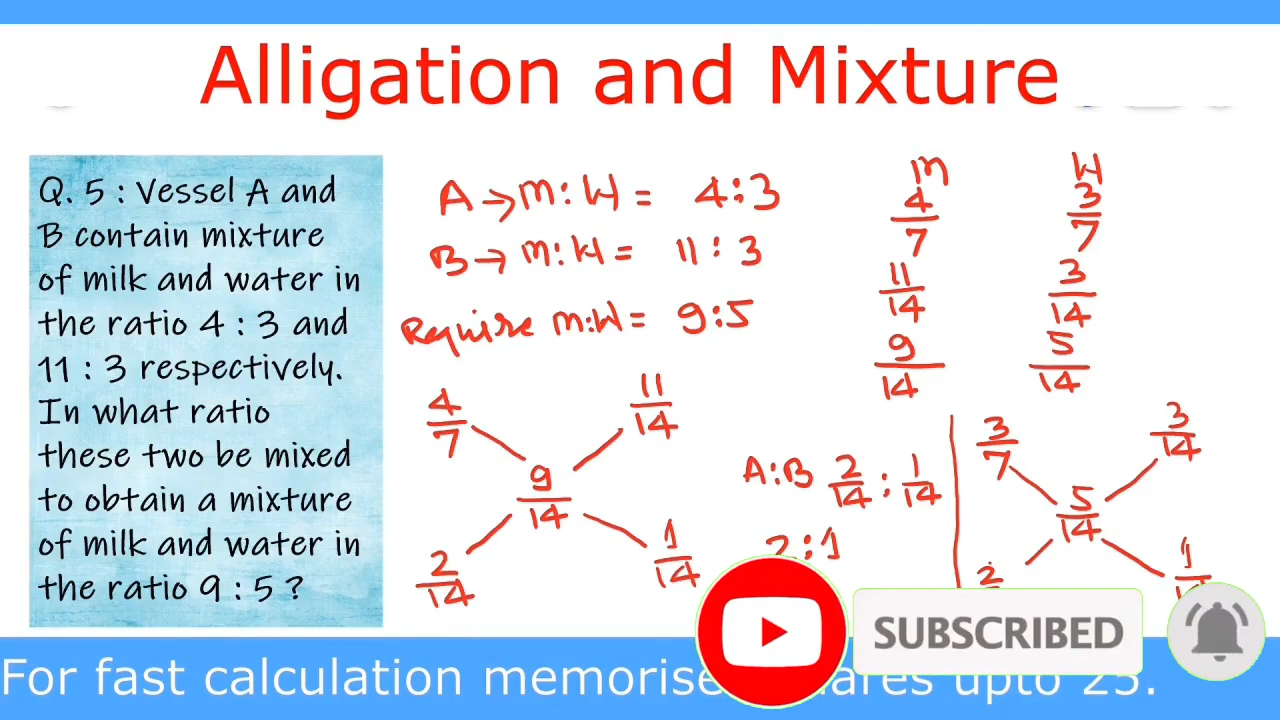 Alligation and Mixture
Q. 5 : Vessel A and
B contain mixture
of milk and water in
the ratio 4 : 3 and
11 : 3 respectively.
In what ratio
these two be mixed
to obtain a mixture
of milk and water in
the ratio 9 : 5 ?
A → M : W = 4 : 3
B → M : W = 11 : 3
Require M:W = 9 : 5
M W
4/7 3/7
11/14 3/14
9/14 5/14
4/7 11/14
9/14
2/14 1/14
A:B 2/14 : 1/14
2 : 1
3/7 3/14
5/14
2 1
SUBSCRIBED
For fast calculation memorise upto 25.